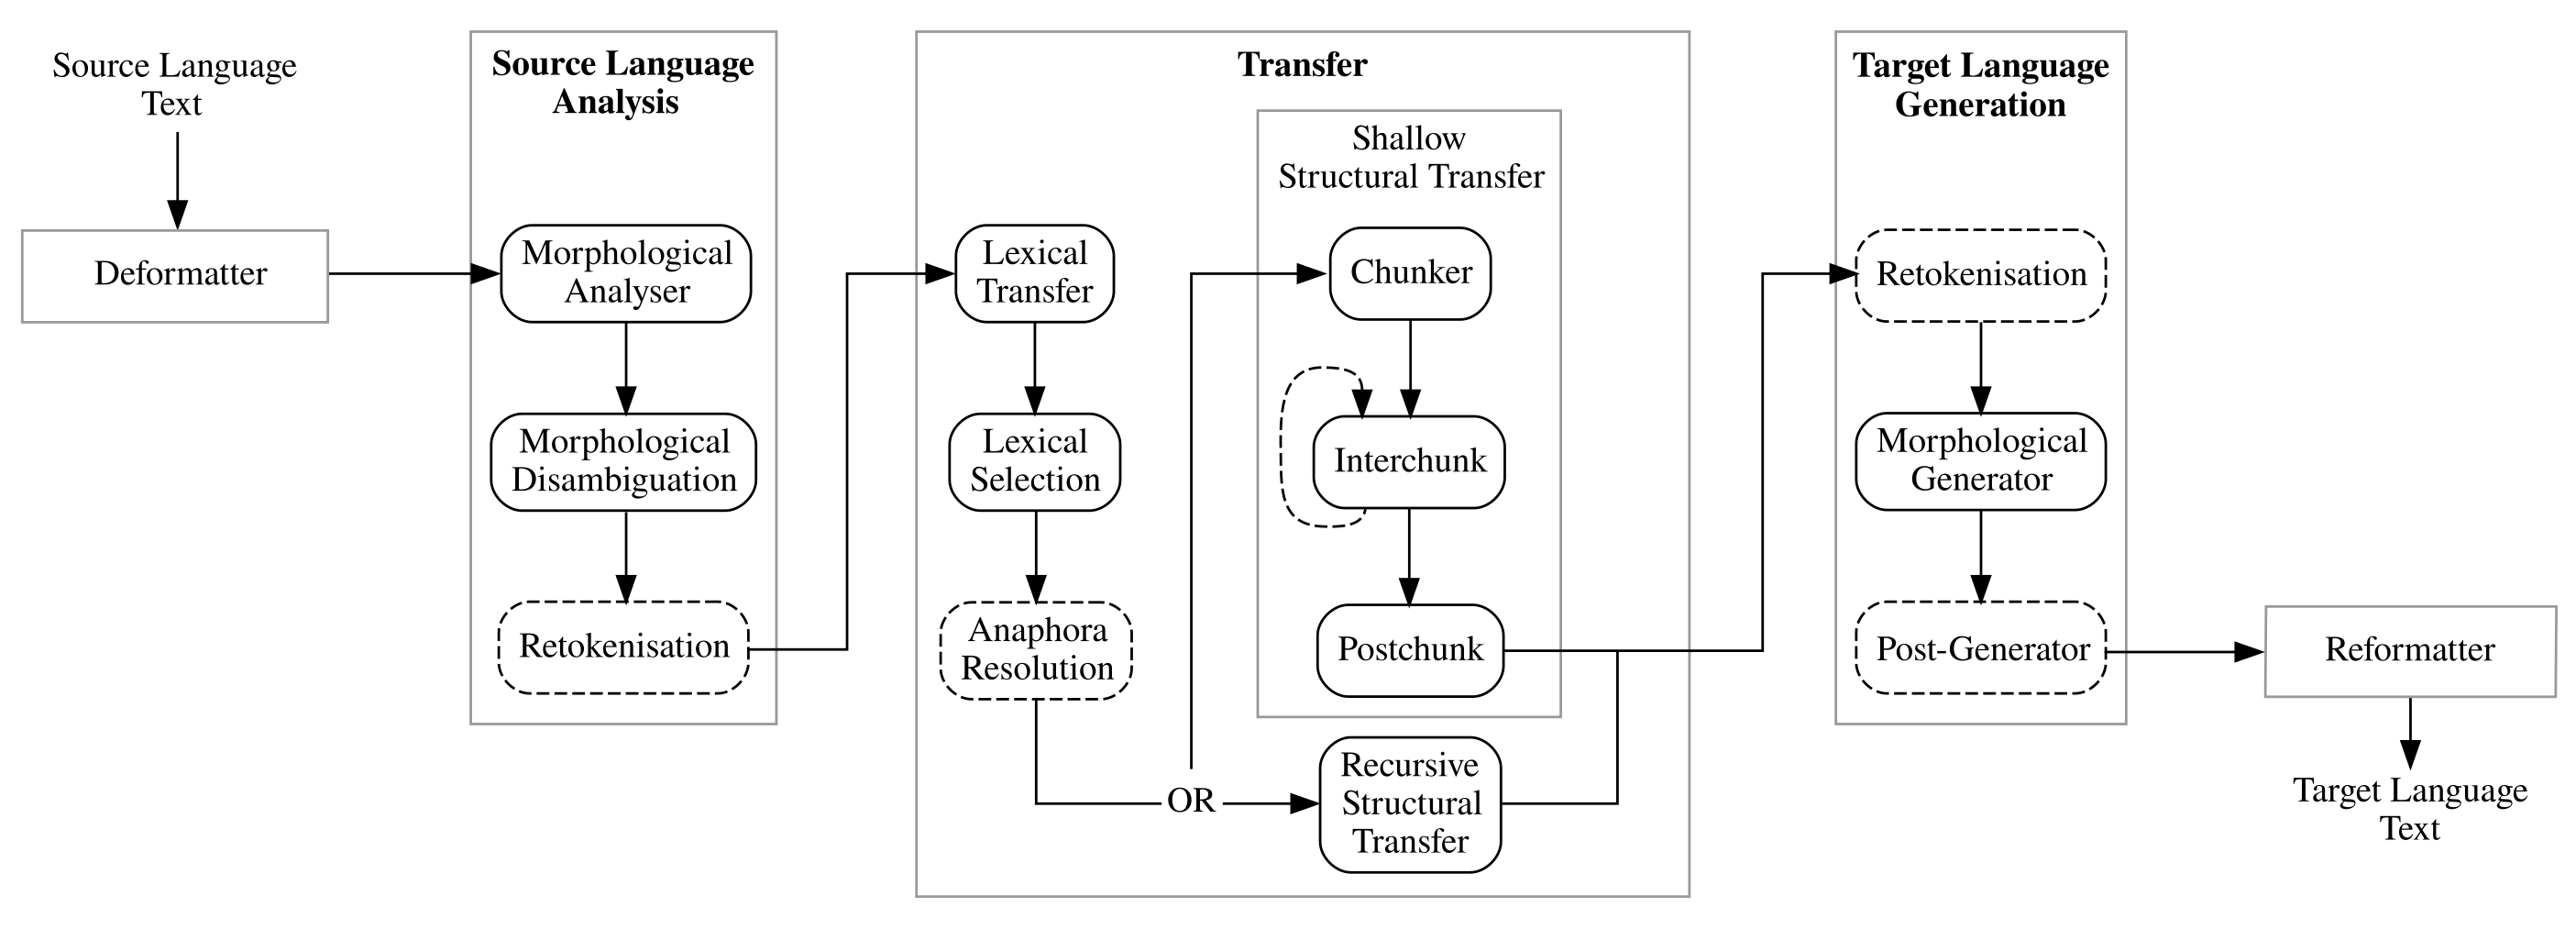 Source Language
Text
Deformatter
Source Language
Analysis
Morphological
Analyser
Morphological
Disambiguation
Retokenisation
Transfer
Lexical
Transfer
Lexical
Selection
Anaphora
Resolution
OR
Shallow
Structural Transfer
Chunker
Interchunk
Postchunk
Recursive
Structural
Transfer
Target Language
Generation
Retokenisation
Morphological
Generator
Post-Generator
Reformatter
Target Language
Text